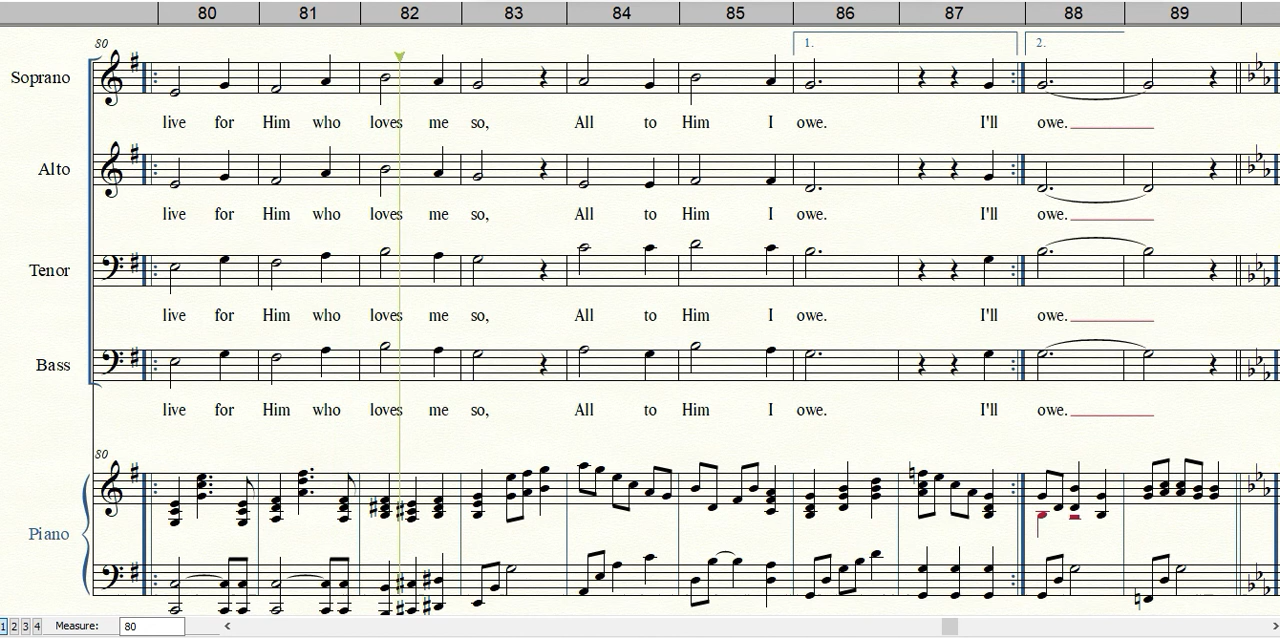 80 81 82 83 84 85 86 87 88 89
80
1. 2.
Soprano
live for Him who loves me so, All to Him I owe. I'll owe.
Alto
live for Him who loves me so, All to Him I owe. I'll owe.
Tenor
live for Him who loves me so, All to Him I owe. I'll owe.
Bass
live for Him who loves me so, All to Him I owe. I'll owe.
80
Piano
1 2 3 4 Measure: 80